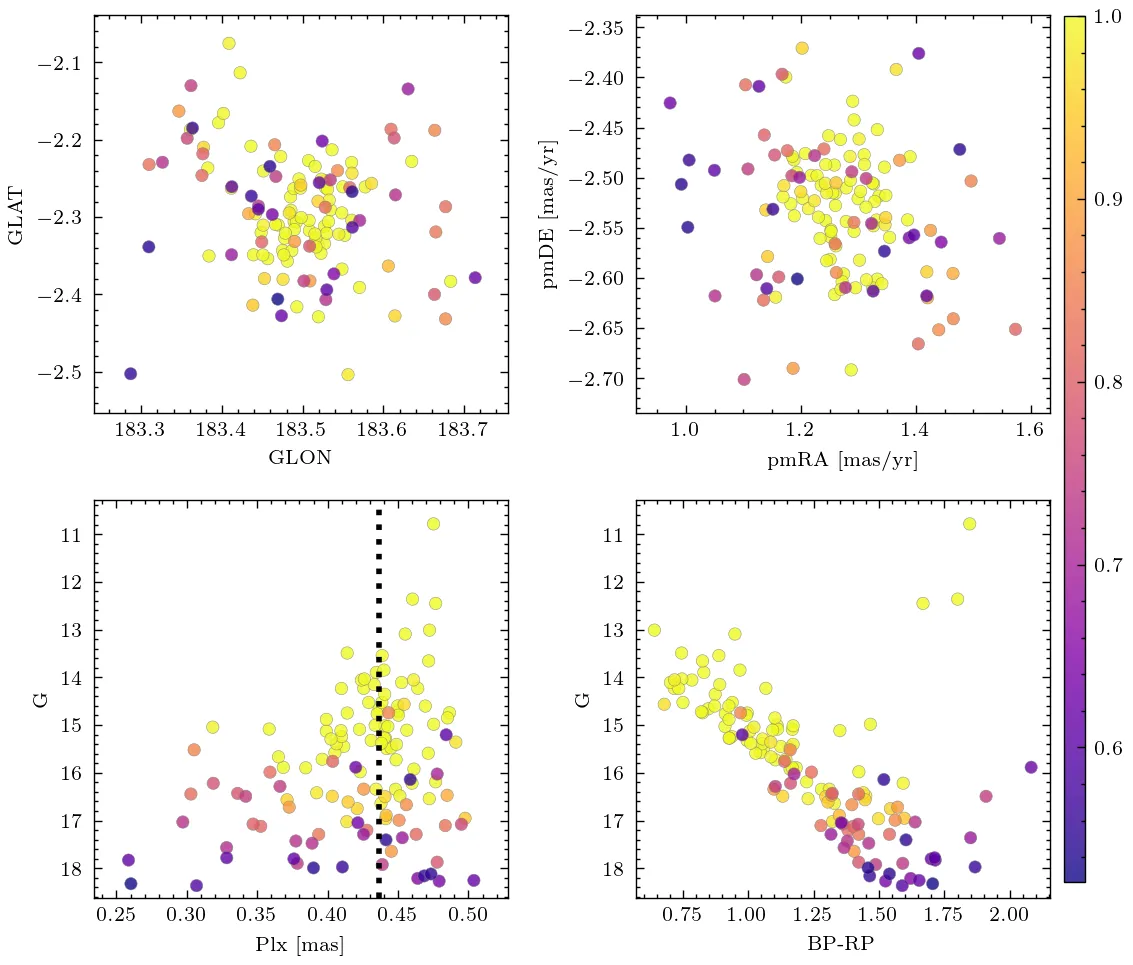 −2.1
−2.2
−2.3
−2.4
−2.5
GLAT
183.3 183.4 183.5 183.6 183.7
GLON
−2.35
−2.40
−2.45
−2.50
−2.55
−2.60
−2.65
−2.70
pmDE [mas/yr]
1.0 1.2 1.4 1.6
pmRA [mas/yr]
1.0
0.9
0.8
0.7
0.6
11
12
13
14
15
16
17
18
G
0.25 0.30 0.35 0.40 0.45 0.50
Plx [mas]
11
12
13
14
15
16
17
18
G
0.75 1.00 1.25 1.50 1.75 2.00
BP-RP